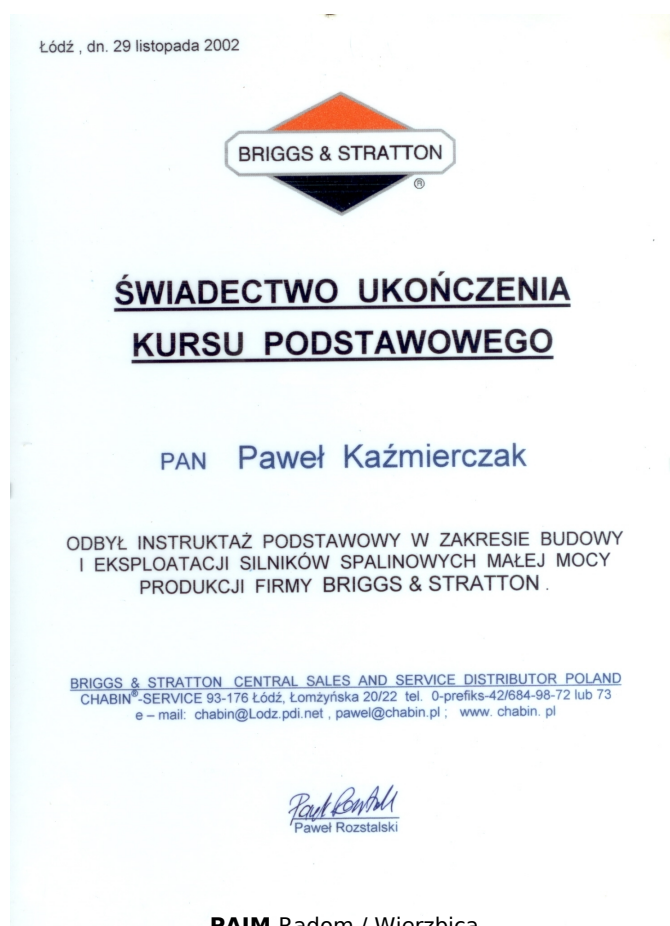 Łódź , dn. 29 listopada 2002
BRIGGS & STRATTON
®
ŚWIADECTWO UKOŃCZENIA
KURSU PODSTAWOWEGO
PAN Paweł Kaźmierczak
ODBYŁ INSTRUKTAŻ PODSTAWOWY W ZAKRESIE BUDOWY
I EKSPLOATACJI SILNIKÓW SPALINOWYCH MAŁEJ MOCY
PRODUKCJI FIRMY BRIGGS & STRATTON .
BRIGGS & STRATTON CENTRAL SALES AND SERVICE DISTRIBUTOR POLAND
CHABIN®-SERVICE 93-176 Łódź, Łomżyńska 20/22 tel. 0-prefiks-42/684-98-72 lub 73
e – mail: chabin@Lodz.pdi.net , pawel@chabin.pl ; www. chabin. pl
Paweł Rozstalski
RAJM Radom / Wierzbica